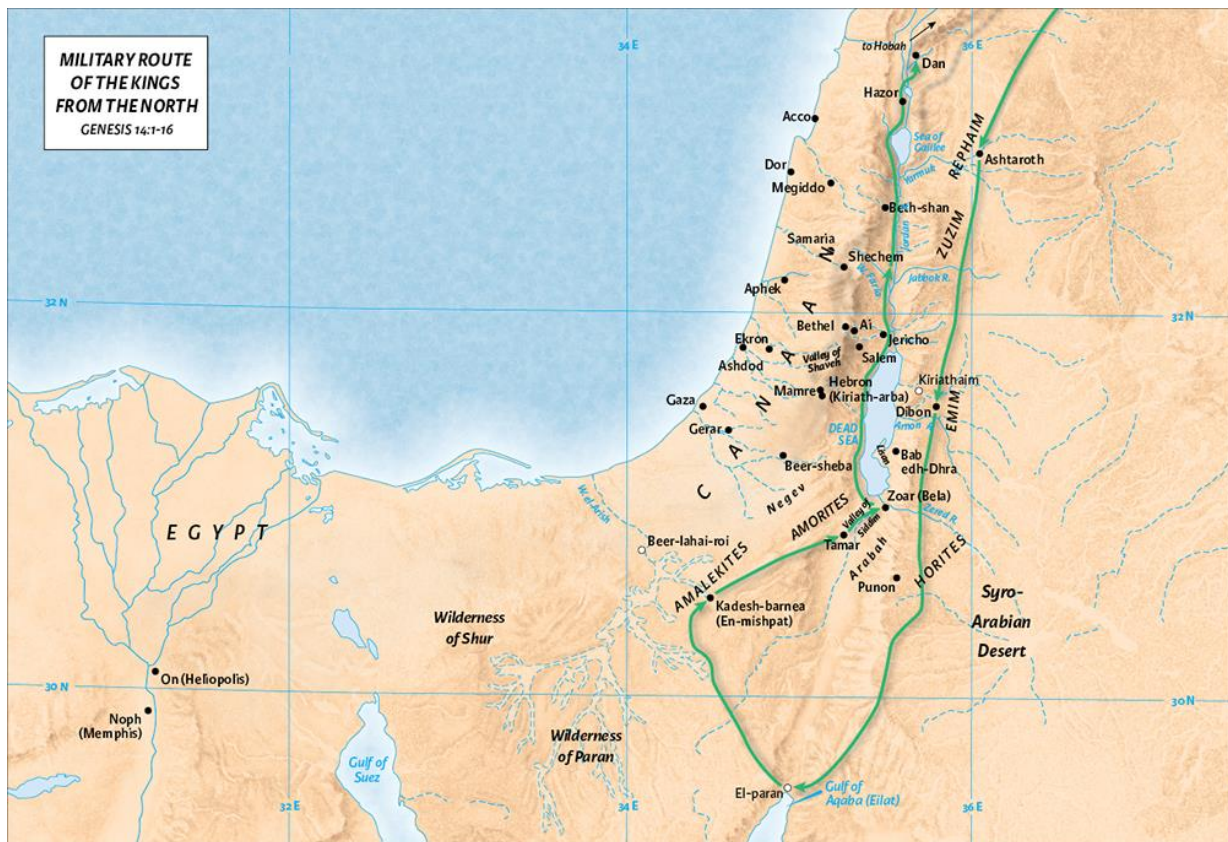 MILITARY ROUTE
OF THE KINGS
FROM THE NORTH
GENESIS 14:1-16
34 E
36 E
to Hobah
Dan
Hazor
Acco
Sea of
Galilee
REPHAIM
Ashtaroth
Dor
Megiddo
Yarmuk
Beth-shan
ZUZIM
Jordan R.
Samaria
Shechem
W. Faria
Jabbok R.
Aphek
32 N
32 N
CANAAN
Bethel
Ai
Jericho
Ekron
Ashdod
Valley of
Shaveh
Salem
Kiriathaim
Mamre
Hebron
(Kiriath-arba)
Gaza
Dibon
EMIM
Gerar
DEAD
SEA
Arnon R.
Lisan
Bab
edh-Dhra
Beer-sheba
Negev
Zoar (Bela)
W. el-Arish
AMORITES
Valley of
Siddim
Zered R.
EGYPT
Beer-lahai-roi
Tamar
Arabah
HORITES
AMALEKITES
Punon
Syro-
Arabian
Desert
Kadesh-barnea
(En-mishpat)
Wilderness
of Shur
On (Heliopolis)
30 N
30 N
Noph
(Memphis)
Wilderness
of Paran
Gulf of
Suez
El-paran
Gulf of
Aqaba (Eilat)
32 E
34 E
36 E